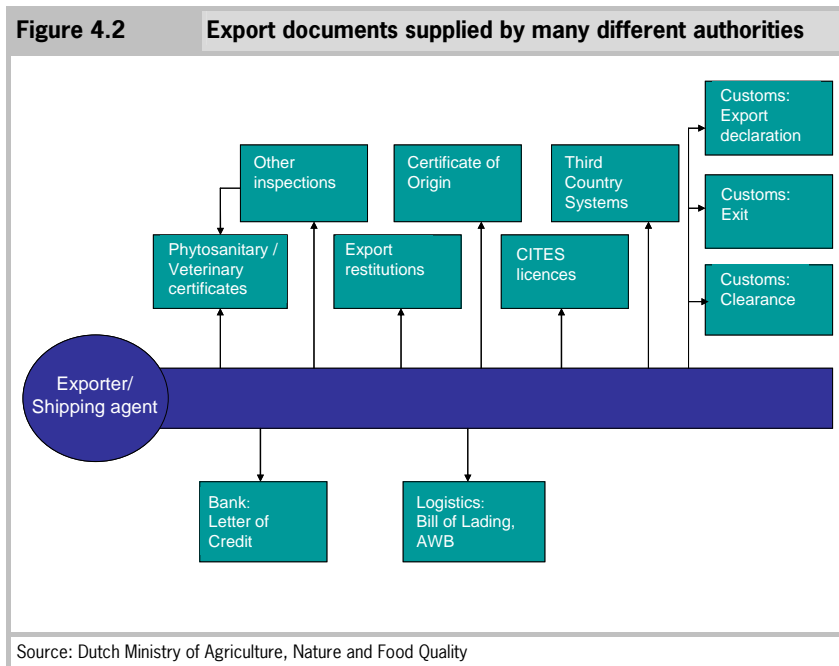 Figure 4.2
Export documents supplied by many different authorities
Customs:
Export
declaration
Other
inspections
Certificate of
Origin
Third
Country
Systems
Customs:
Exit
Phytosanitary /
Veterinary
certificates
Export
restitutions
CITES
licences
Customs:
Clearance
Exporter/
Shipping agent
Bank:
Letter of
Credit
Logistics:
Bill of Lading,
AWB
Source: Dutch Ministry of Agriculture, Nature and Food Quality